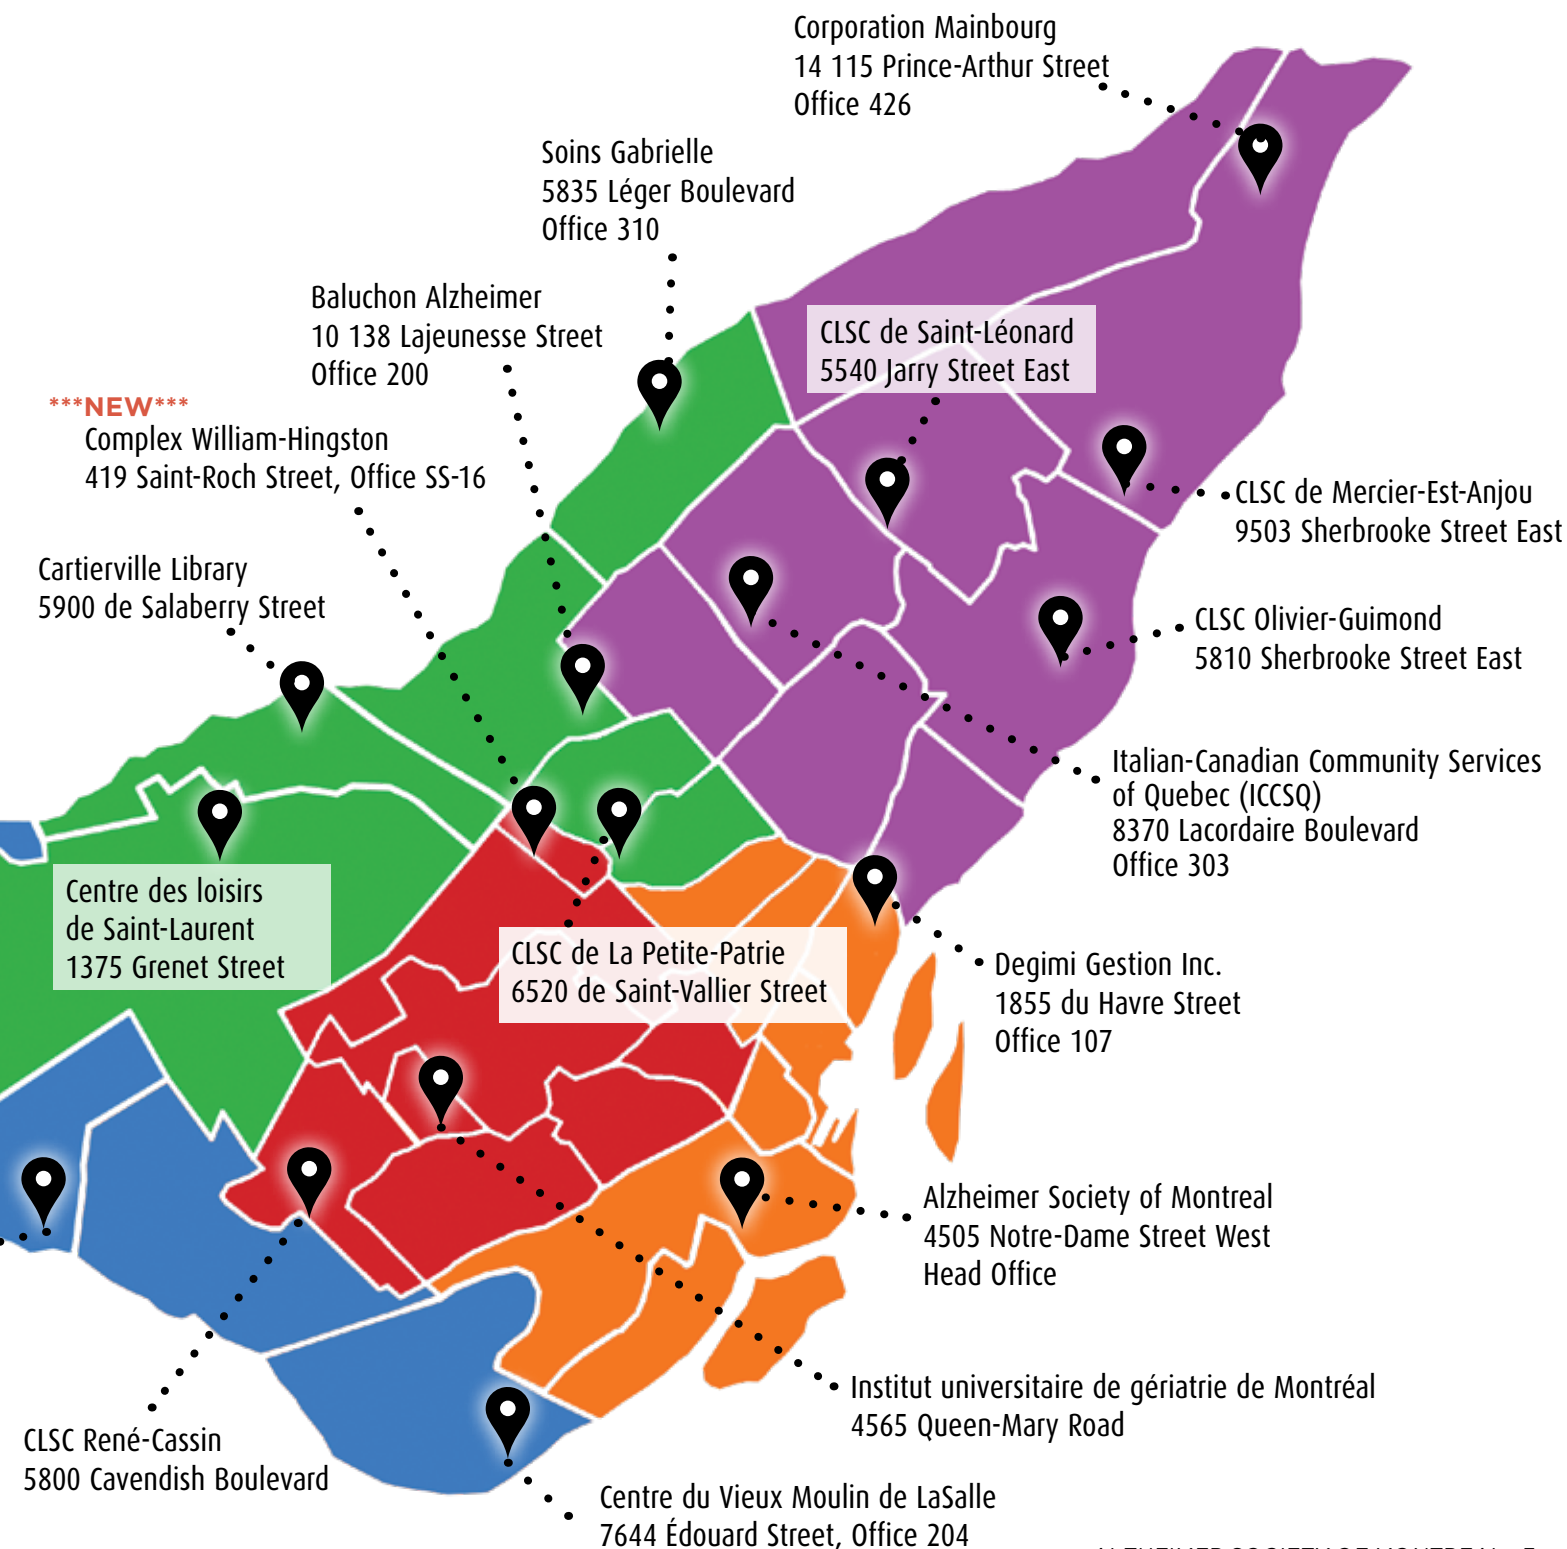 Corporation Mainbourg
14 115 Prince-Arthur Street
Office 426
Soins Gabrielle
5835 Léger Boulevard
Office 310
Baluchon Alzheimer
10 138 Lajeunesse Street
Office 200
CLSC de Saint-Léonard
5540 Jarry Street East
***NEW***
Complex William-Hingston
419 Saint-Roch Street, Office SS-16
CLSC de Mercier-Est-Anjou
9503 Sherbrooke Street East
Cartierville Library
5900 de Salaberry Street
CLSC Olivier-Guimond
5810 Sherbrooke Street East
Italian-Canadian Community Services
of Quebec (ICCSQ)
8370 Lacordaire Boulevard
Office 303
Centre des loisirs
de Saint-Laurent
1375 Grenet Street
CLSC de La Petite-Patrie
6520 de Saint-Vallier Street
Degimi Gestion Inc.
1855 du Havre Street
Office 107
Alzheimer Society of Montreal
4505 Notre-Dame Street West
Head Office
Institut universitaire de gériatrie de Montréal
4565 Queen-Mary Road
CLSC René-Cassin
5800 Cavendish Boulevard
Centre du Vieux Moulin de LaSalle
7644 Édouard Street, Office 204
ALZHEIMER SOCIETY OF MONTREAL